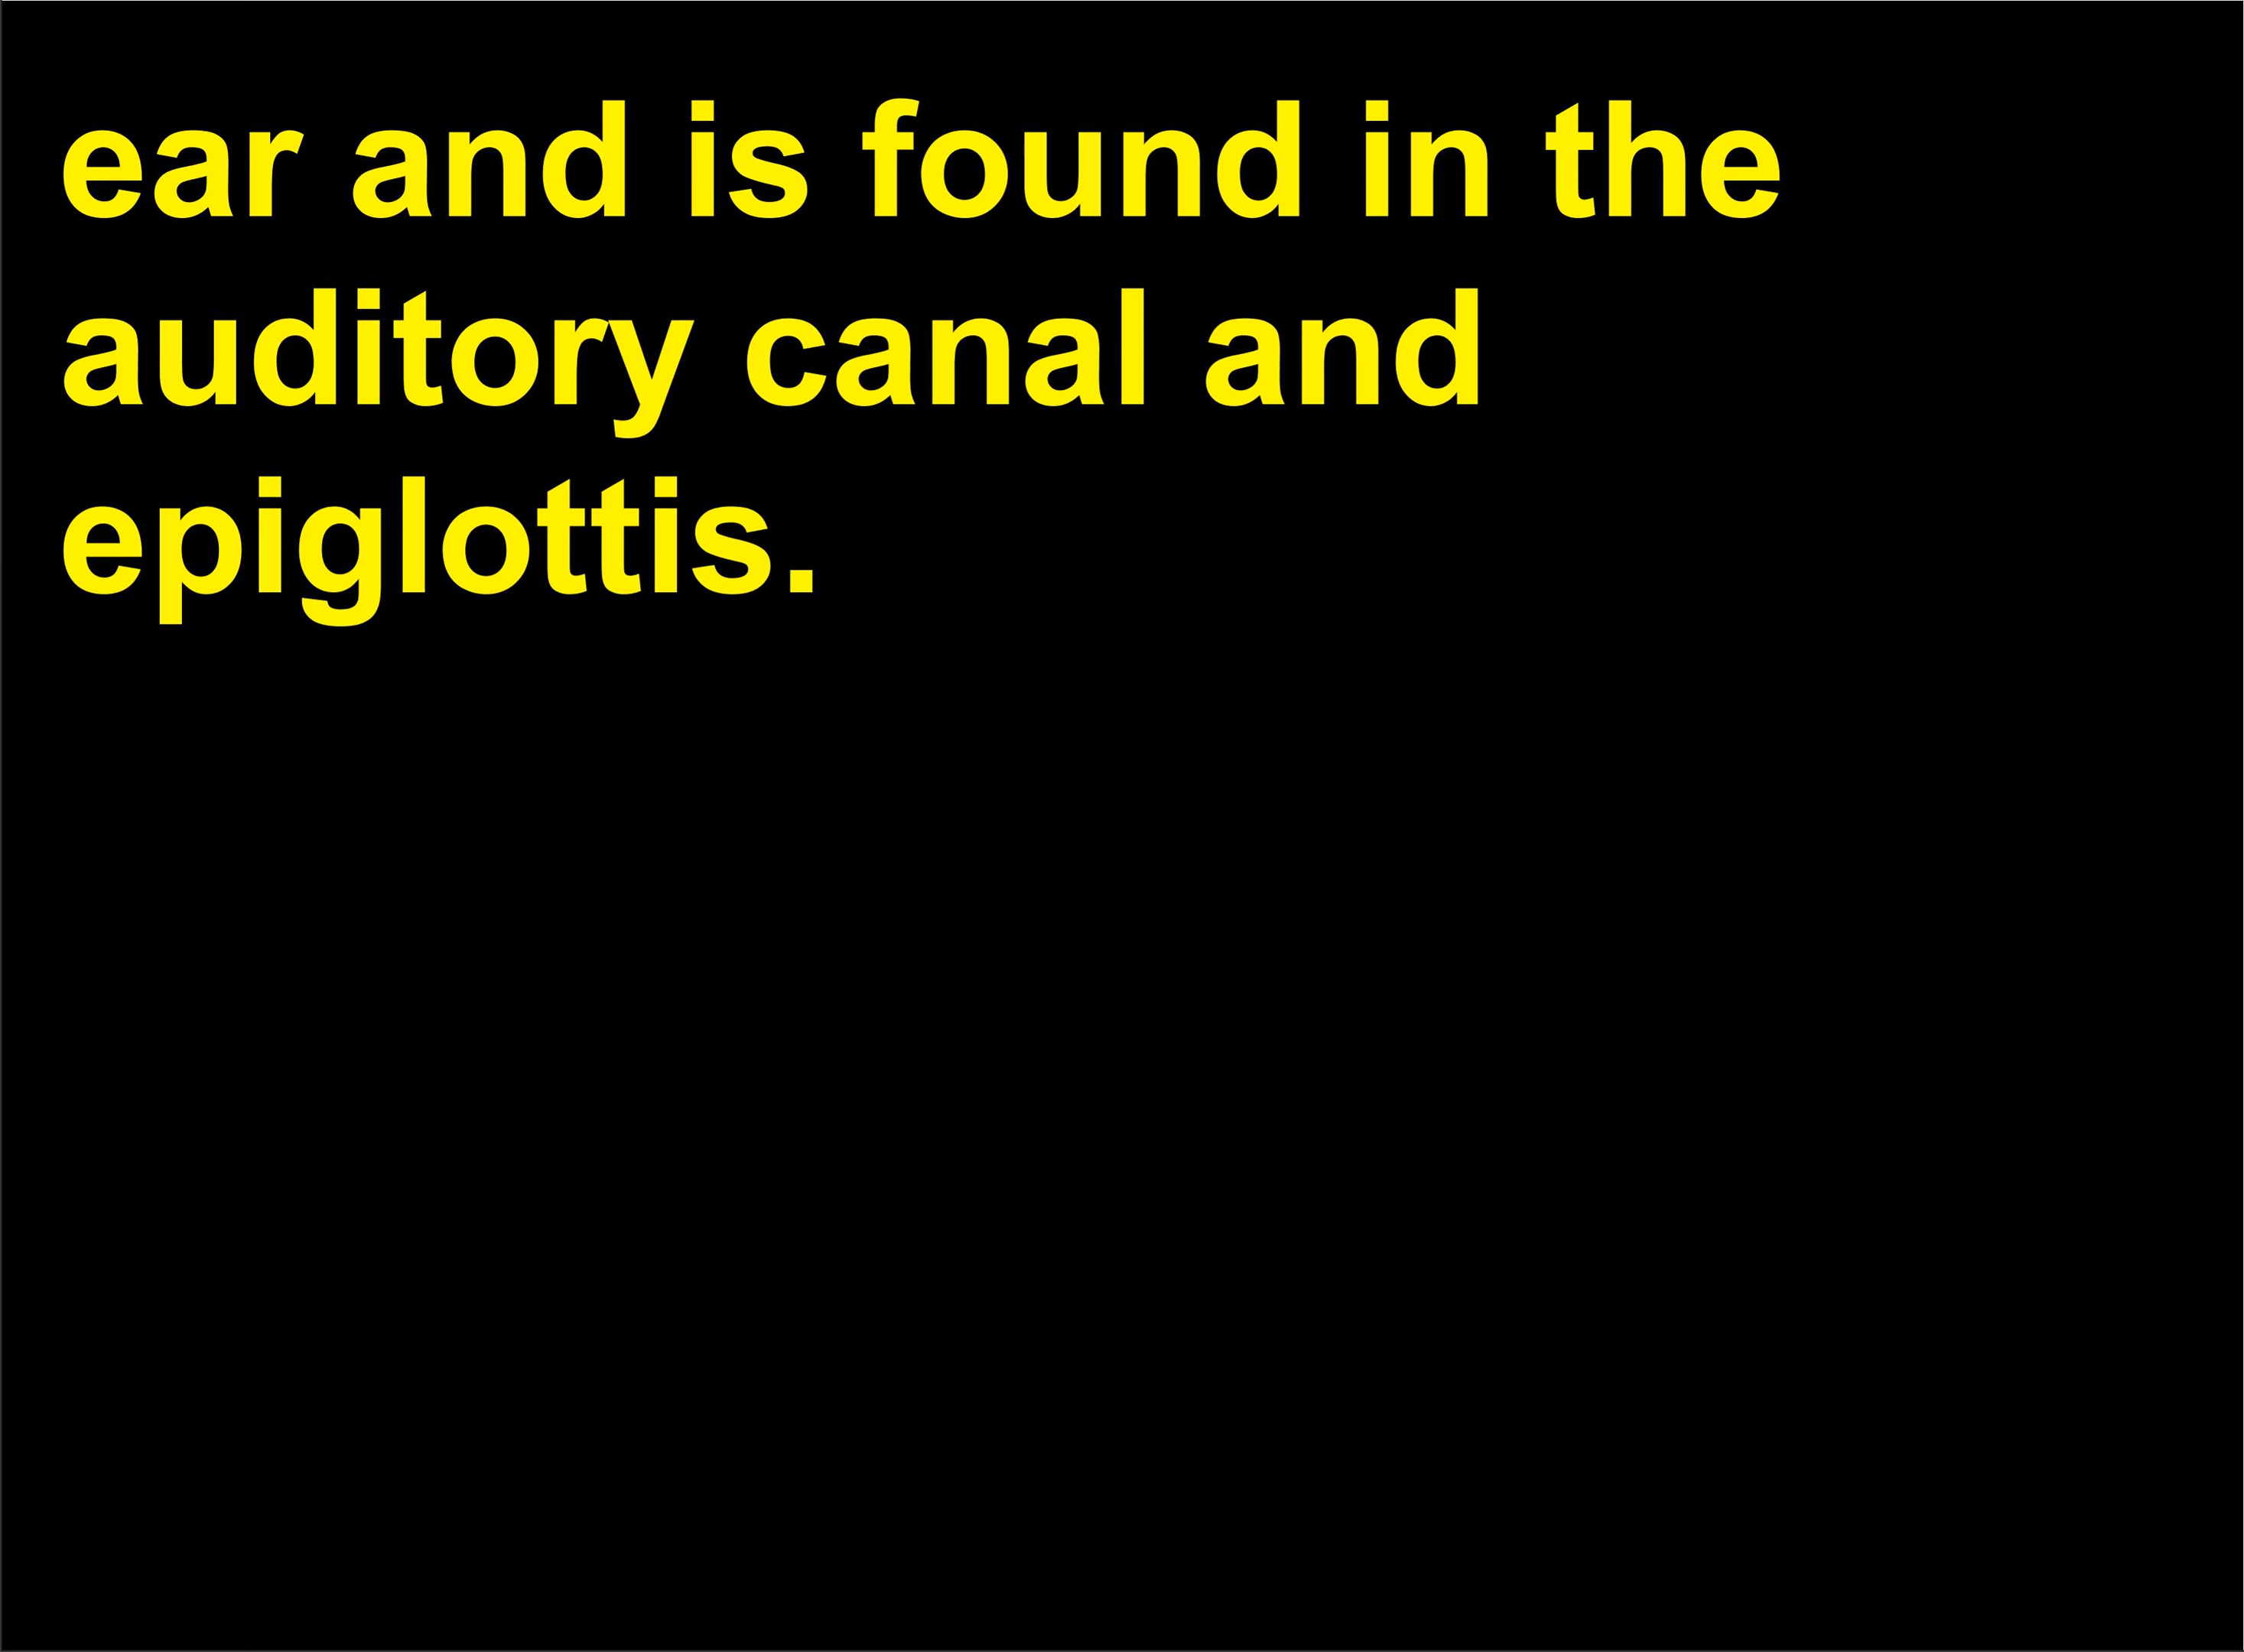 ear and is found in the
auditory canal and
epiglottis.